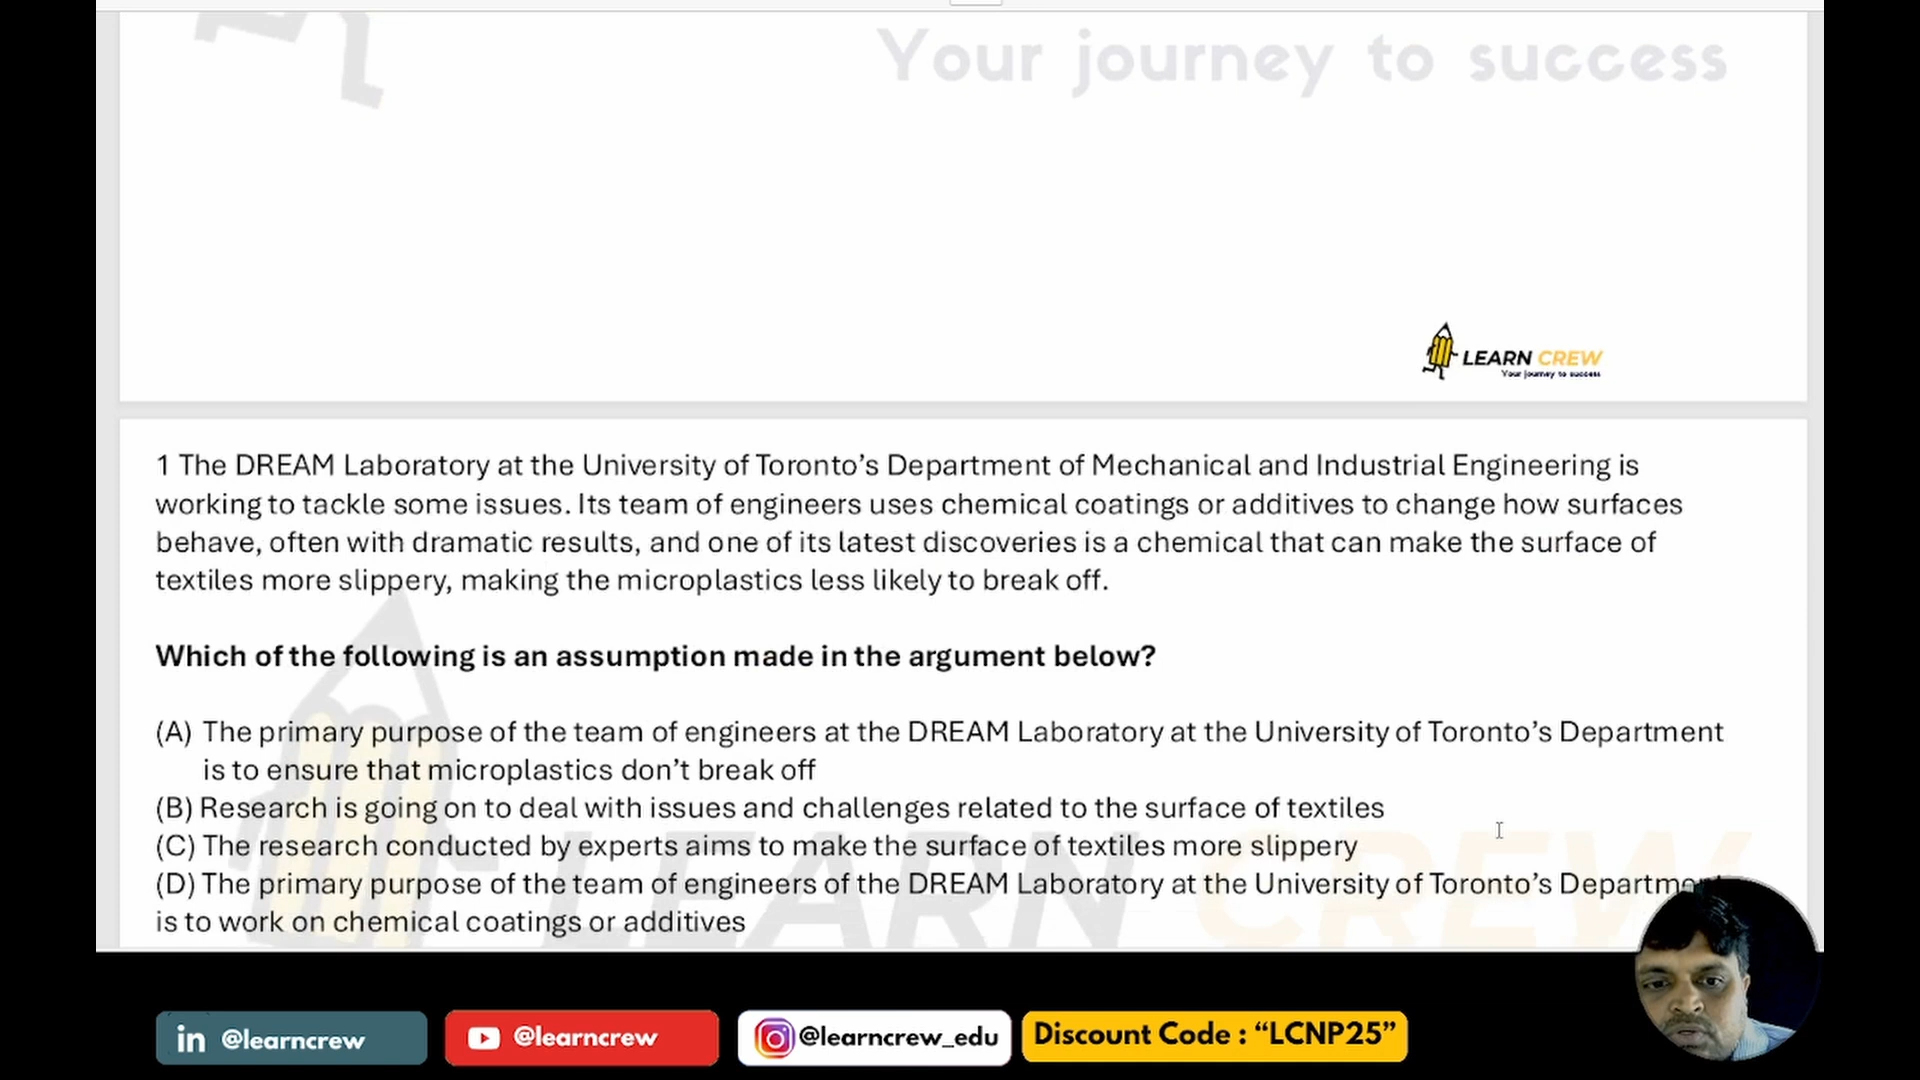 Your journey to success
LEARN CREW
Your journey to success
1 The DREAM Laboratory at the University of Toronto’s Department of Mechanical and Industrial Engineering is
working to tackle some issues. Its team of engineers uses chemical coatings or additives to change how surfaces
behave, often with dramatic results, and one of its latest discoveries is a chemical that can make the surface of
textiles more slippery, making the microplastics less likely to break off.
Which of the following is an assumption made in the argument below?
(A) The primary purpose of the team of engineers at the DREAM Laboratory at the University of Toronto’s Department
is to ensure that microplastics don’t break off
(B) Research is going on to deal with issues and challenges related to the surface of textiles
(C) The research conducted by experts aims to make the surface of textiles more slippery
(D) The primary purpose of the team of engineers of the DREAM Laboratory at the University of Toronto’s Departme
is to work on chemical coatings or additives
LEARN CREW
in @learncrew
@learncrew
@learncrew_edu
Discount Code : “LCNP25”